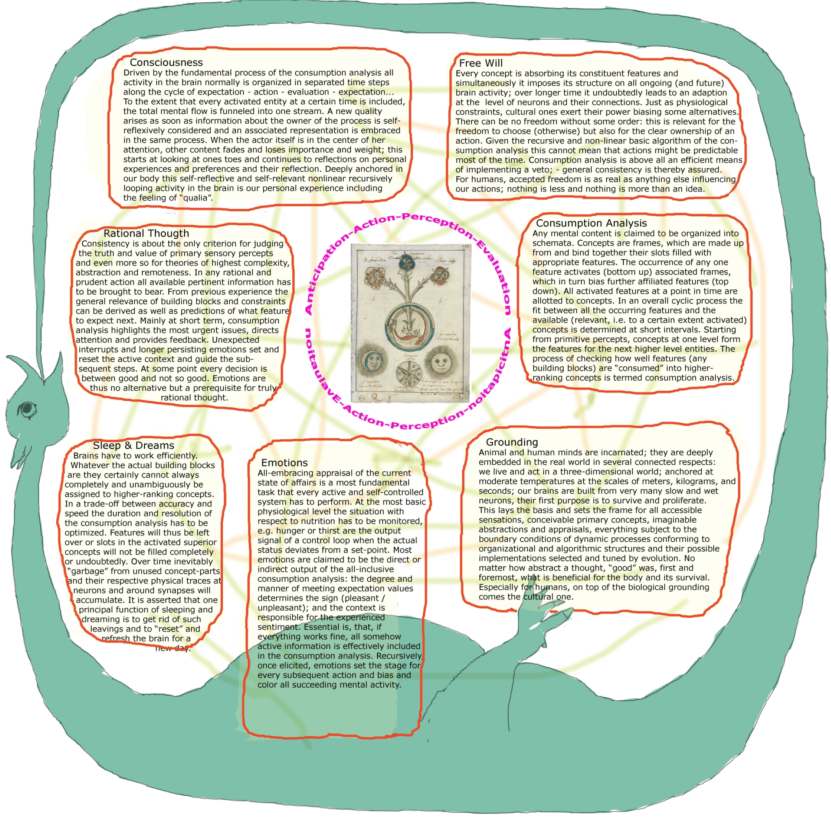 Consciousness
Driven by the fundamental process of the consumption analysis all
activity in the brain normally is organized in separated time steps
along the cycle of expectation - action - evaluation - expectation...
To the extent that every activated entity at a certain time is included,
the total mental flow is funneled into one stream. A new quality
arises as soon as information about the owner of the process is self-
reflexively considered and an associated representation is embraced
in the same process. When the actor itself is in the center of her
attention, other content fades and loses importance and weight; this
starts at looking at ones toes and continues to reflections on personal
experiences and preferences and their reflection. Deeply anchored in
our body this self-reflective and self-relevant nonlinear recursively
looping activity in the brain is our personal experience including
the feeling of "qualia".
Free Will
Every concept is absorbing its constituent features and
simultaneously it imposes its structure on all ongoing (and future)
brain activity; over longer time it undoubtedly leads to an adaption
at the level of neurons and their connections. Just as physiological
constraints, cultural ones exert their power biasing some alternatives.
There can be no freedom without some order: this is relevant for the
freedom to choose (otherwise) but also for the clear ownership of an
action. Given the recursive and non-linear basic algorithm of the con-
sumption analysis this cannot mean that actions might be predictable
most of the time. Consumption analysis is above all an efficient means
of implementing a veto; - general consistency is thereby assured.
For humans, accepted freedom is as real as anything else influencing
our actions; nothing is less and nothing is more than an idea.
Rational Thougth
Consistency is about the only criterion for judging
the truth and value of primary sensory percepts
and even more so for theories of highest complexity,
abstraction and remoteness. In any rational and
prudent action all available pertinent information has
to be brought to bear. From previous experience the
general relevance of building blocks and constraints
can be derived as well as predictions of what feature
to expect next. Mainly at short term, consumption
analysis highlights the most urgent issues, directs
attention and provides feedback. Unexpected
interrupts and longer persisting emotions set and
reset the active context and guide the sub-
sequent steps. At some point every decision is
between good and not so good. Emotions are
thus no alternative but a prerequisite for truly
rational thought.
Anticipation-Action-Perception-Evaluation
Anticipation-Action-Perception-Evaluation
Consumption Analysis
Any mental content is claimed to be organized into
schemata. Concepts are frames, which are made up
from and bind together their slots filled with
appropriate features. The occurrence of any one
feature activates (bottom up) associated frames,
which in turn bias further affiliated features (top
down). All activated features at a point in time are
allotted to concepts. In an overall cyclic process the
fit between all the occurring features and the
available (relevant, i.e. to a certain extent activated)
concepts is determined at short intervals. Starting
from primitive percepts, concepts at one level form
the features for the next higher level entities. The
process of checking how well features (any
building blocks) are "consumed" into higher-
ranking concepts is termed consumption analysis.
Sleep & Dreams
Brains have to work efficiently.
Whatever the actual building blocks
are they certainly cannot always
completely and unambiguously be
assigned to higher-ranking concepts.
In a trade-off between accuracy and
speed the duration and resolution of
the consumption analysis has to be
optimized. Features will thus be left
over or slots in the activated superior
concepts will not be filled completely
or undoubtedly. Over time inevitably
"garbage" from unused concept-parts
and their respective physical traces at
neurons and around synapses will
accumulate. It is asserted that one
principal function of sleeping and
dreaming is to get rid of such
leavings and to "reset" and
refresh the brain for a
new day.
Emotions
All-embracing appraisal of the current
state of affairs is a most fundamental
task that every active and self-controlled
system has to perform. At the most basic
physiological level the situation with
respect to nutrition has to be monitored,
e.g. hunger or thirst are the output
signal of a control loop when the actual
status deviates from a set-point. Most
emotions are claimed to be the direct or
indirect output of the all-inclusive
consumption analysis: the degree and
manner of meeting expectation values
determines the sign (pleasant /
unpleasant); and the context is
responsible for the experienced
sentiment. Essential is, that, if
everything works fine, all somehow
active information is effectively included
in the consumption analysis. Recursively,
once elicited, emotions set the stage for
every subsequent action and bias and
color all succeeding mental activity.
Grounding
Animal and human minds are incarnated; they are deeply
embedded in the real world in several connected respects:
we live and act in a three-dimensional world; anchored at
moderate temperatures at the scales of meters, kilograms, and
seconds; our brains are built from very many slow and wet
neurons, their first purpose is to survive and proliferate.
This lays the basis and sets the frame for all accessible
sensations, conceivable primary concepts, imaginable
abstractions and appraisals, everything subject to the
boundary conditions of dynamic processes conforming to
organizational and algorithmic structures and their possible
implementations selected and tuned by evolution. No
matter how abstract a thought, "good" was, first and
foremost, what is beneficial for the body and its survival.
Especially for humans, on top of the biological grounding
comes the cultural one.